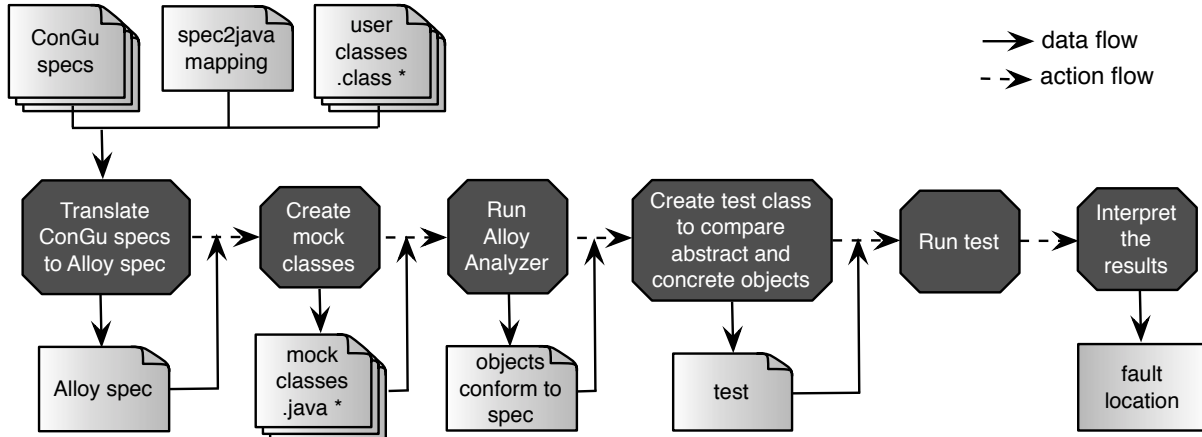 ConGu
specs
spec2java
mapping
user
classes
.class *
data flow
action flow
Translate
ConGu specs
to Alloy spec
Create
mock
classes
Run
Alloy
Analyzer
Create test class
to compare
abstract and
concrete objects
Run test
Interpret
the
results
Alloy spec
mock
classes
.java *
objects
conform to
spec
test
fault
location